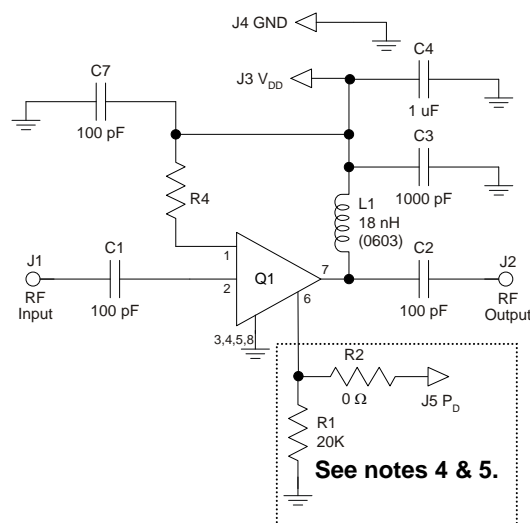 J4 GND
C4
J3 VDD
1 uF
C7
100 pF
C3
1000 pF
R4
L1
18 nH
(0603)
J1
RF
Input
C1
100 pF
1
2
Q1
7
6
C2
100 pF
J2
RF
Output
3,4,5,8
R2
0 Ω
J5 PD
R1
20K
See notes 4 & 5.